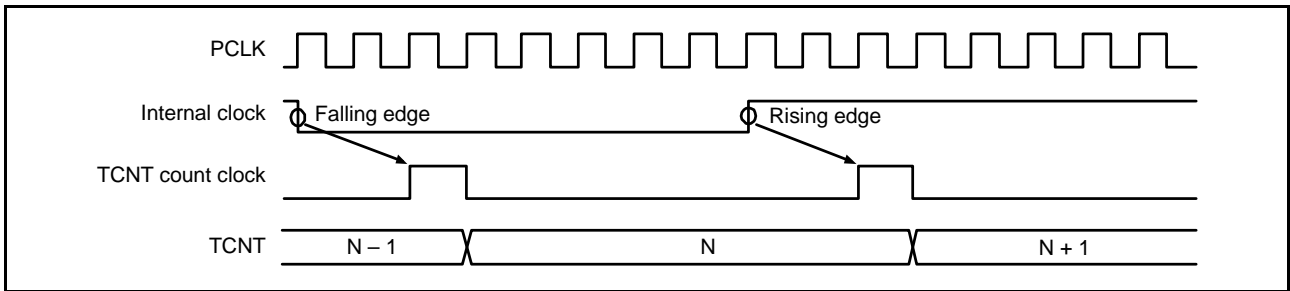 PCLK
Internal clock
Falling edge
Rising edge
TCNT count clock
TCNT
N – 1
N
N + 1